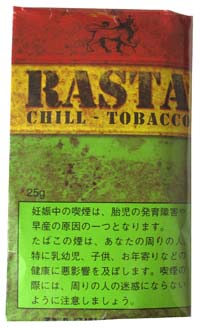 RASTA
CHILL - TOBACCO
25g
妊娠中の喫煙は、胎児の発育障害や
早産の原因の一つとなります。
たばこの煙は、あなたの周りの人
特に乳幼児、子供、お年寄りなどの
健康に悪影響を及ぼします。喫煙の
際には、周りの人の迷惑にならない
ように注意しましょう。